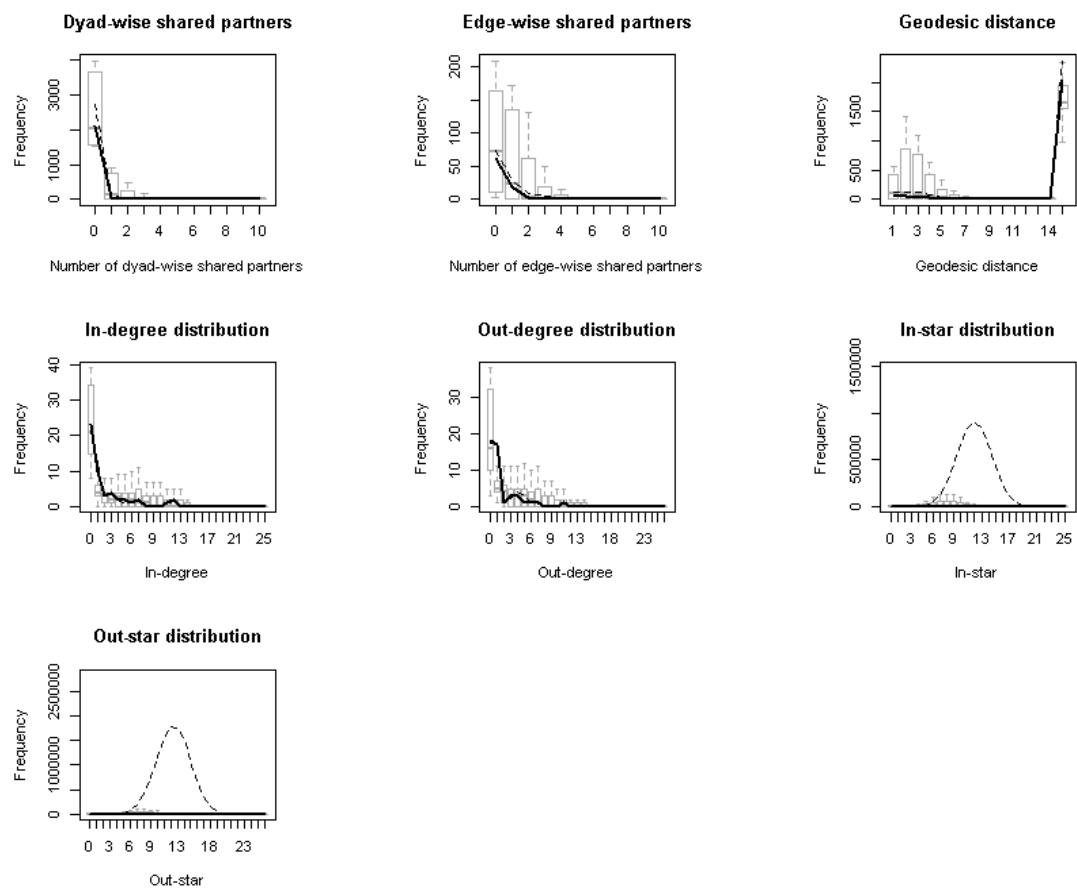 Dyad-wise shared partners
Frequency
0 1000 3000
0 2 4 6 8 10
Number of dyad-wise shared partners
Edge-wise shared partners
Frequency
0 50 100 200
0 2 4 6 8 10
Number of edge-wise shared partners
Geodesic distance
Frequency
0 500 1500
1 3 5 7 9 11 14
Geodesic distance
In-degree distribution
Frequency
0 10 20 30 40
0 3 6 9 13 17 21 25
In-degree
Out-degree distribution
Frequency
0 10 20 30
0 3 6 9 13 18 23
Out-degree
In-star distribution
Frequency
0 500000 1500000
0 3 6 9 13 17 21 25
In-star
Out-star distribution
Frequency
0 1000000 2500000
0 3 6 9 13 18 23
Out-star